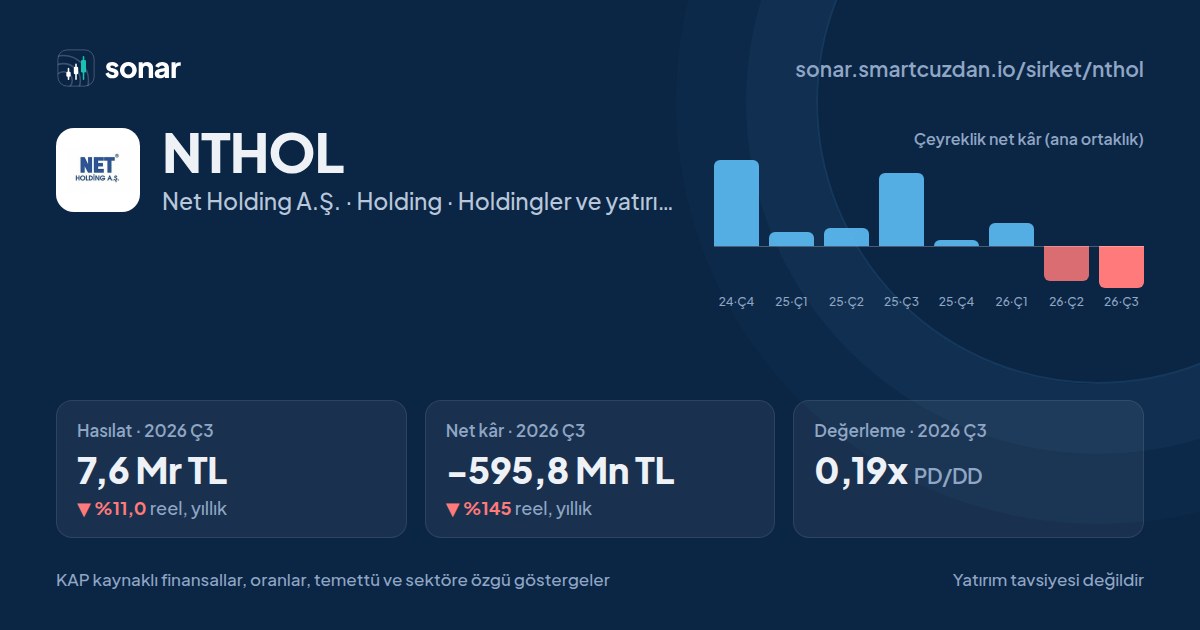 sonar
sonar.smartcuzdan.io/sirket/nthol
NET
HOLDİNG A.Ş.
NTHOL
Net Holding A.Ş. · Holding · Holdingler ve yatırı...
Çeyreklik net kâr (ana ortaklık)
24·Ç4 25·Ç1 25·Ç2 25·Ç3 25·Ç4 26·Ç1 26·Ç2 26·Ç3
Hasılat · 2026 Ç3
7,6 Mr TL
▼ %11,0 reel, yıllık
Net kâr · 2026 Ç3
−595,8 Mn TL
▼ %145 reel, yıllık
Değerleme · 2026 Ç3
0,19x PD/DD
KAP kaynaklı finansallar, oranlar, temettü ve sektöre özgü göstergeler
Yatırım tavsiyesi değildir